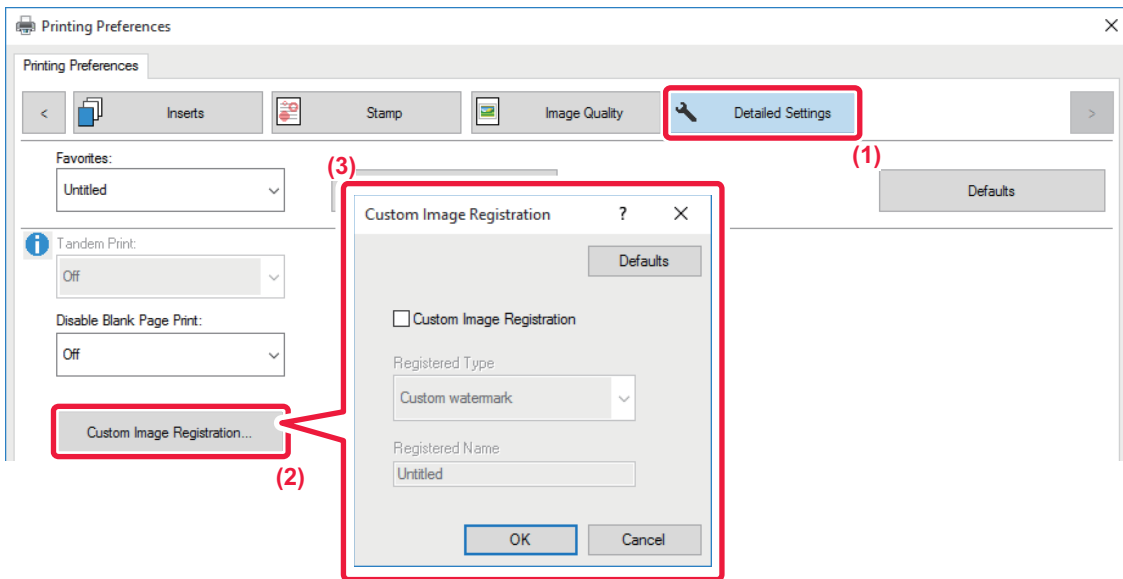 Printing Preferences
Printing Preferences
<
Inserts
Stamp
Image Quality
Detailed Settings
>
(1)
Favorites:
(3)
Untitled
Defaults
Custom Image Registration ?
Defaults
Tandem Print:
Off
Custom Image Registration
Disable Blank Page Print:
Off
Registered Type
Custom watermark
Custom Image Registration...
(2)
Registered Name
Untitled
OK
Cancel